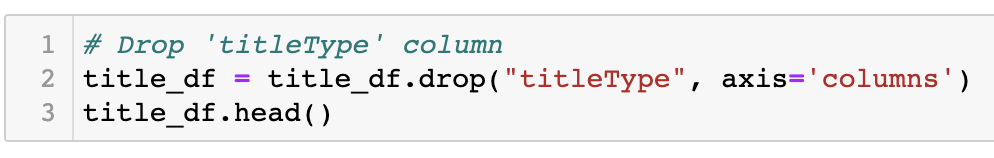 1 # Drop 'titleType' column
2 title_df = title_df.drop("titleType", axis='columns')
3 title_df.head()